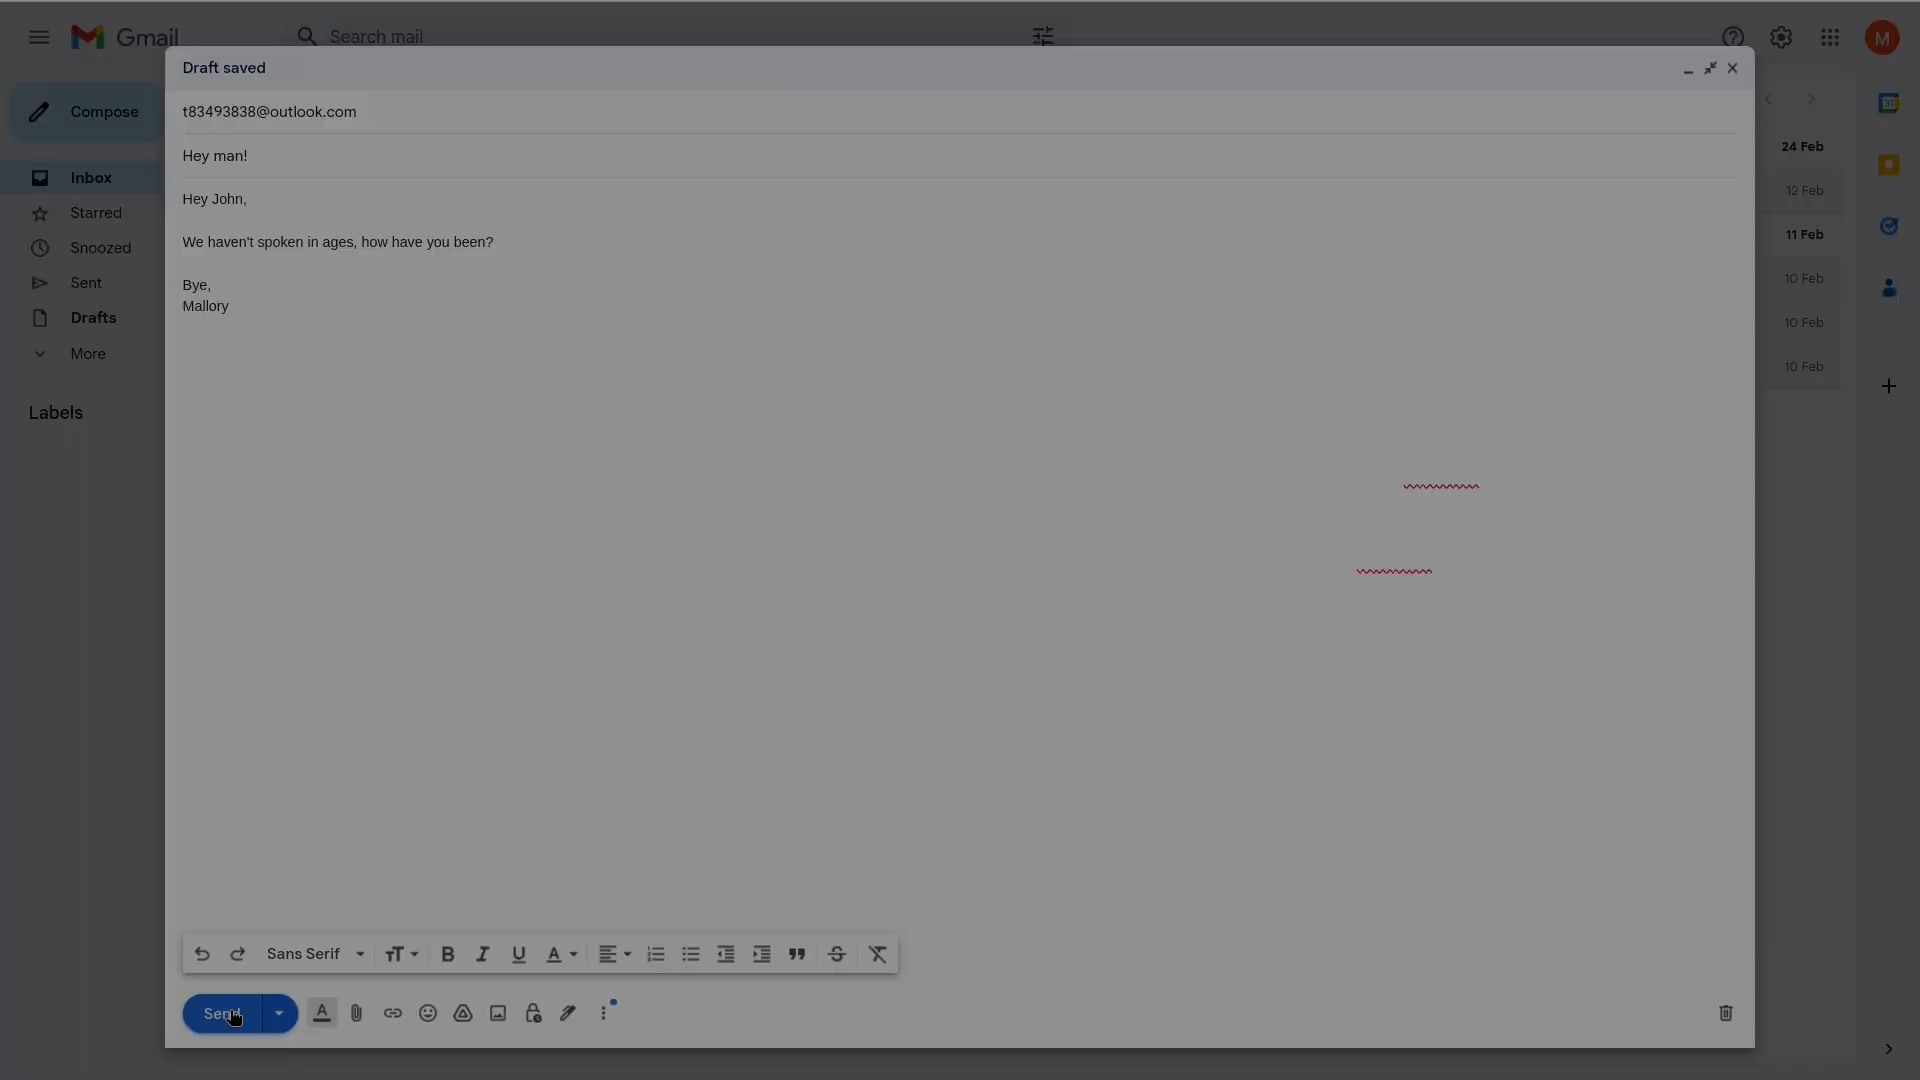 Gmail
Search mail
M
Draft saved
Compose
t83493838@outlook.com
31
24 Feb
Hey man!
Inbox
12 Feb
Hey John,
Starred
11 Feb
We haven't spoken in ages, how have you been?
Snoozed
10 Feb
Sent
Bye,
Mallory
Drafts
10 Feb
More
10 Feb
Labels
Sans Serif
Send